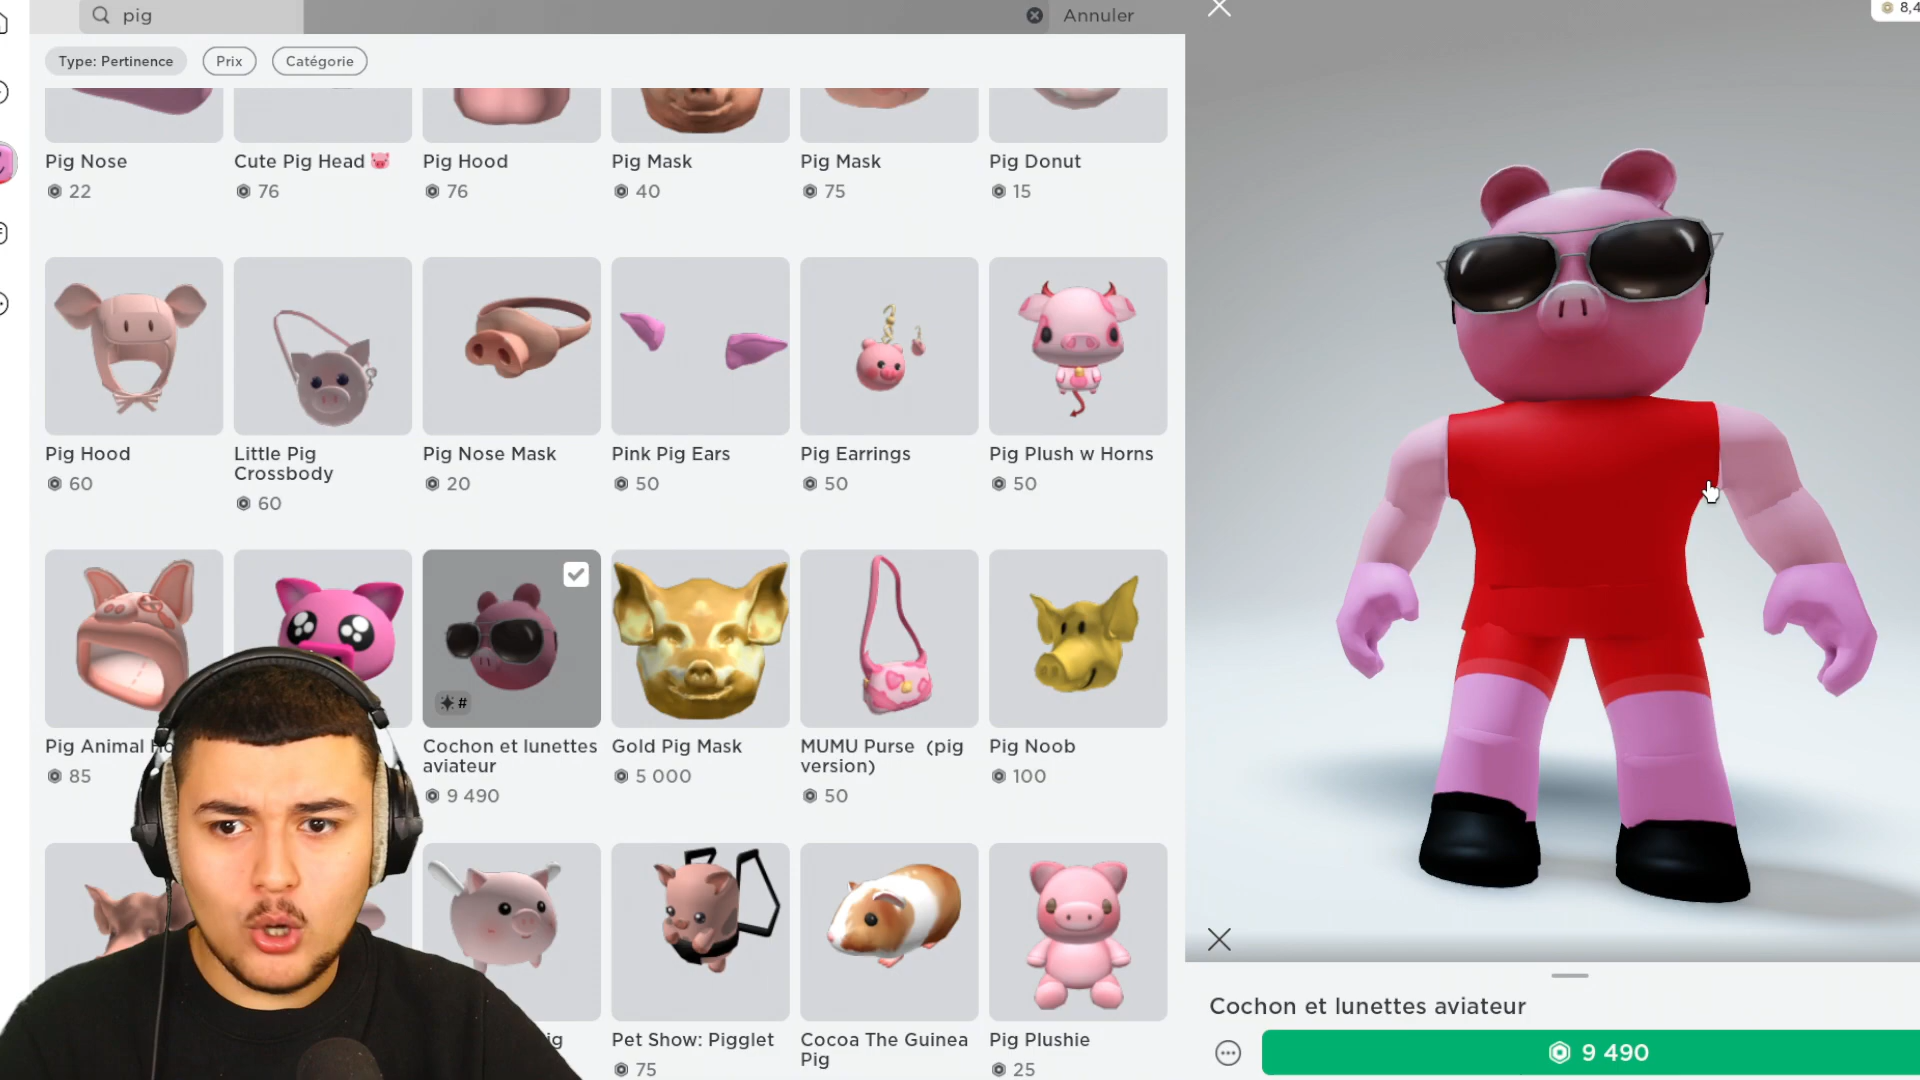 pig
Annuler
8,4
Type: Pertinence
Prix
Catégorie
Pig Nose
22
Cute Pig Head 🐷
76
Pig Hood
76
Pig Mask
40
Pig Mask
75
Pig Donut
15
Pig Hood
60
Little Pig
Crossbody
60
Pig Nose Mask
20
Pink Pig Ears
50
Pig Earrings
50
Pig Plush w Horns
50
#
Pig Animal Ho
85
Cochon et lunettes
aviateur
9 490
Gold Pig Mask
5 000
MUMU Purse (pig
version)
50
Pig Noob
100
ig
Pet Show: Pigglet
75
Cocoa The Guinea
Pig
Pig Plushie
25
Cochon et lunettes aviateur
9 490